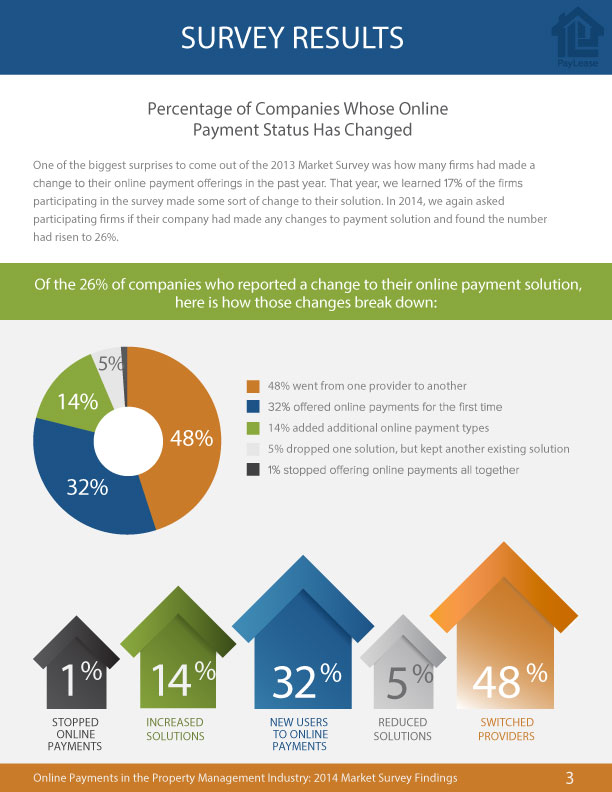 SURVEY RESULTS
PayLease
Percentage of Companies Whose Online
Payment Status Has Changed
One of the biggest surprises to come out of the 2013 Market Survey was how many firms had made a
change to their online payment offerings in the past year. That year, we learned 17% of the firms
participating in the survey made some sort of change to their solution. In 2014, we again asked
participating firms if their company had made any changes to payment solution and found the number
had risen to 26%.
Of the 26% of companies who reported a change to their online payment solution,
here is how those changes break down:
5%
14%
48%
32%
48% went from one provider to another
32% offered online payments for the first time
14% added additional online payment types
5% dropped one solution, but kept another existing solution
1% stopped offering online payments all together
1%
14%
32%
5%
48%
STOPPED
ONLINE
PAYMENTS
INCREASED
SOLUTIONS
NEW USERS
TO ONLINE
PAYMENTS
REDUCED
SOLUTIONS
SWITCHED
PROVIDERS
Online Payments in the Property Management Industry: 2014 Market Survey Findings
3